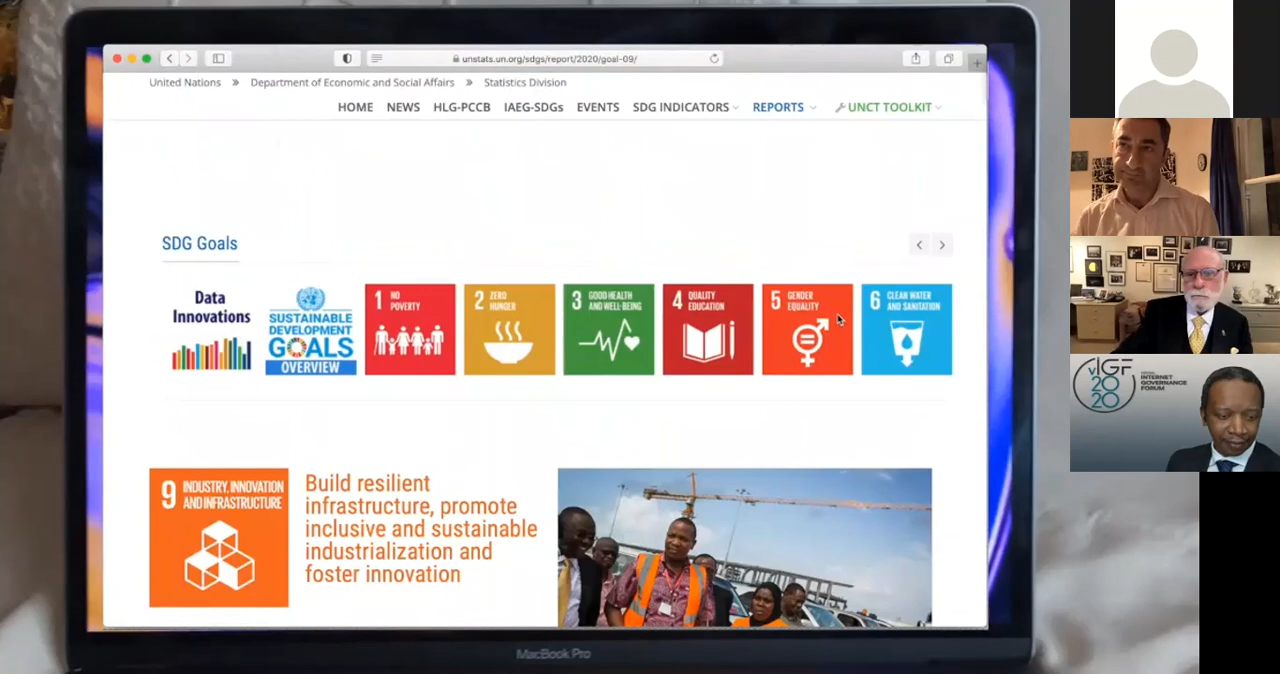 unstats.un.org/sdgs/report/2020/goal-09/
United Nations » Department of Economic and Social Affairs » Statistics Division
HOME NEWS HLG-PCCB IAEG-SDGs EVENTS SDG INDICATORS REPORTS UNCT TOOLKIT
SDG Goals
Data
Innovations
SUSTAINABLE
DEVELOPMENT
GOALS
OVERVIEW
1 NO
POVERTY
2 ZERO
HUNGER
3 GOOD HEALTH
AND WELL-BEING
4 QUALITY
EDUCATION
5 GENDER
EQUALITY
6 CLEAN WATER
AND SANITATION
9 INDUSTRY, INNOVATION
AND INFRASTRUCTURE
Build resilient
infrastructure, promote
inclusive and sustainable
industrialization and
foster innovation
MacBook Pro
vIGF
2020
INTERNET
GOVERNANCE
FORUM